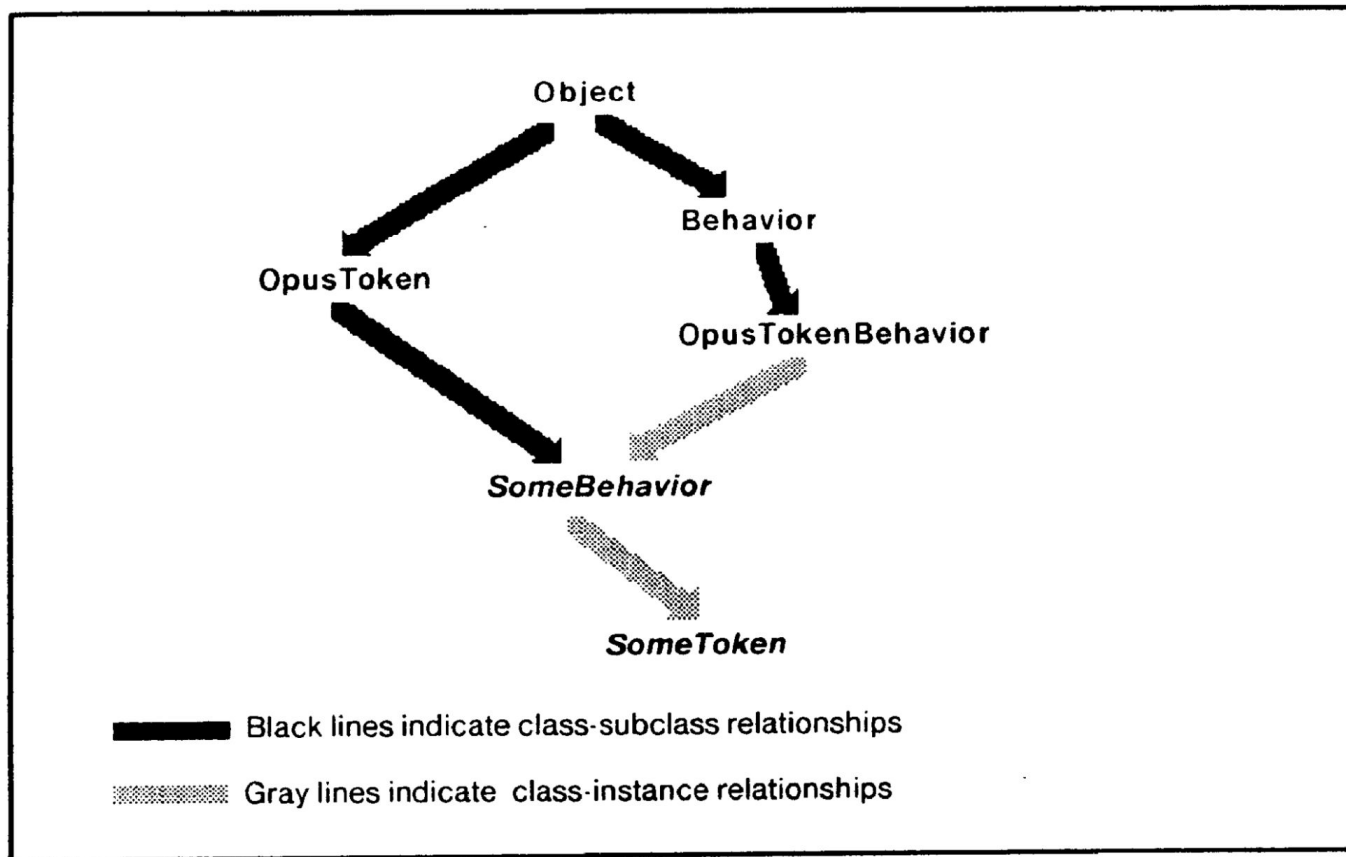 Object
Behavior
OpusToken
OpusTokenBehavior
SomeBehavior
SomeToken
Black lines indicate class-subclass relationships
Gray lines indicate class-instance relationships